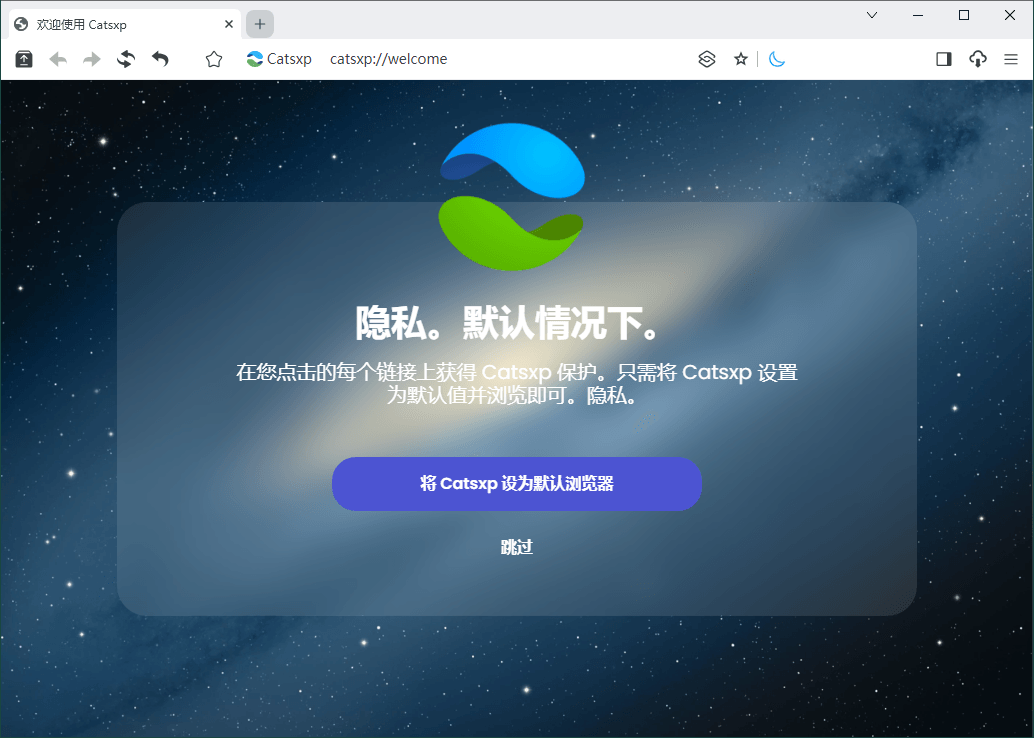 欢迎使用 Catsxp
Catsxp catsxp://welcome
隐私。默认情况下。
在您点击的每个链接上获得 Catsxp 保护。只需将 Catsxp 设置
为默认值并浏览即可。隐私。
将 Catsxp 设为默认浏览器
跳过